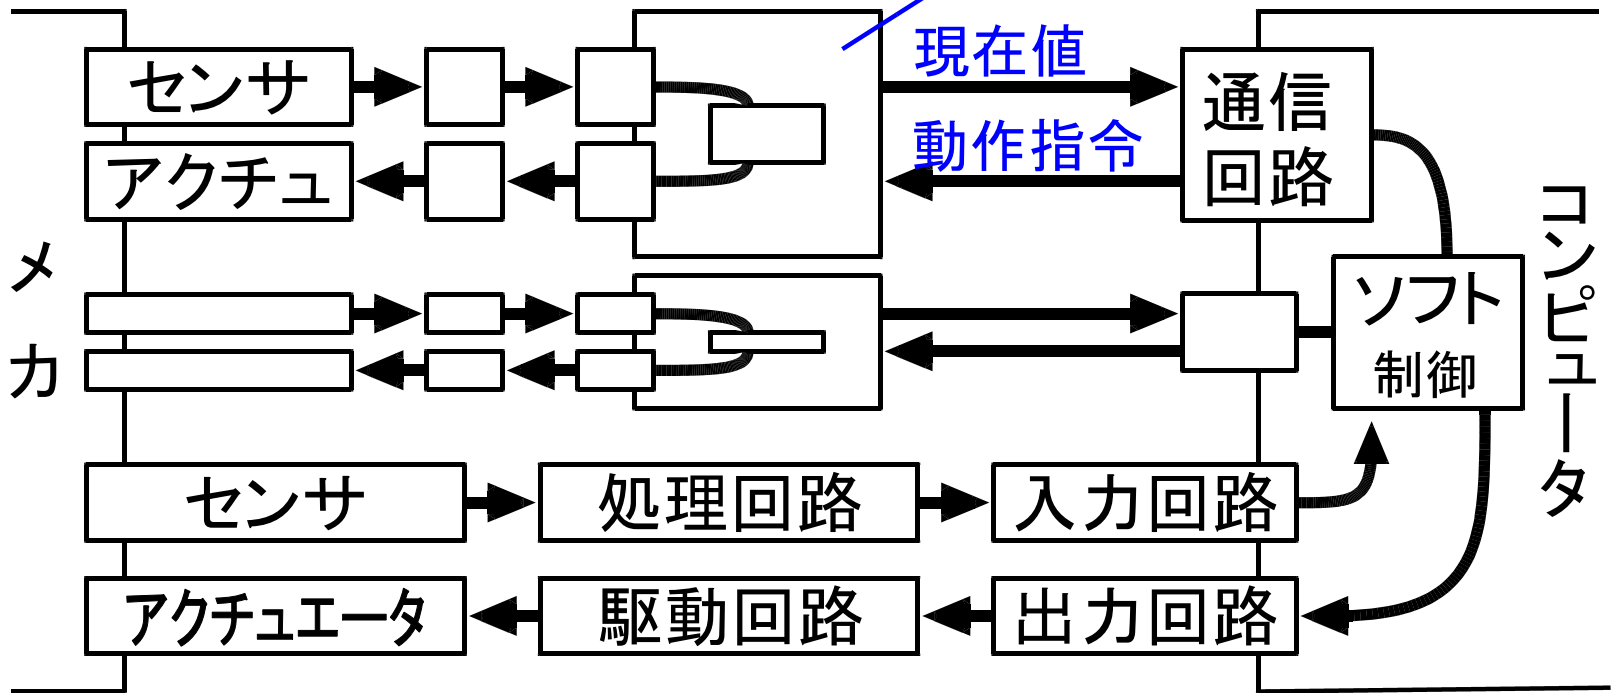 センサ
現在値
通信
回路
アクチュ
動作指令
メカ
コンピュータ
ソフト
制御
センサ
処理回路
入力回路
アクチュエータ
駆動回路
出力回路